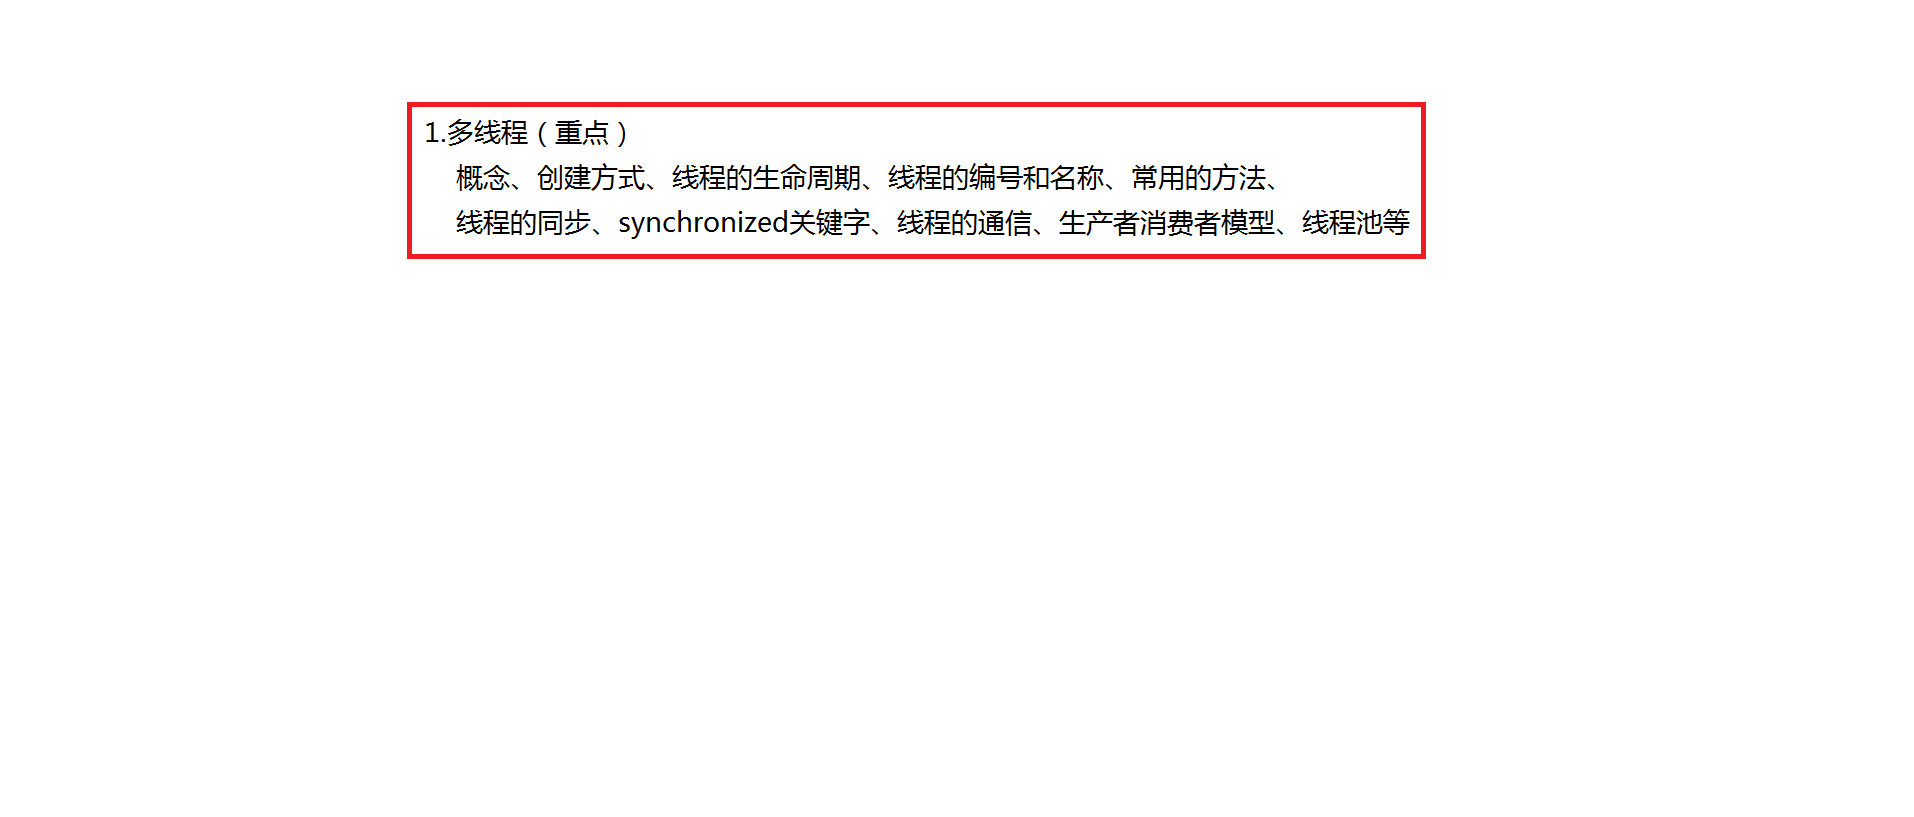 1.多线程（重点）
概念、创建方式、线程的生命周期、线程的编号和名称、常用的方法、
线程的同步、synchronized关键字、线程的通信、生产者消费者模型、线程池等